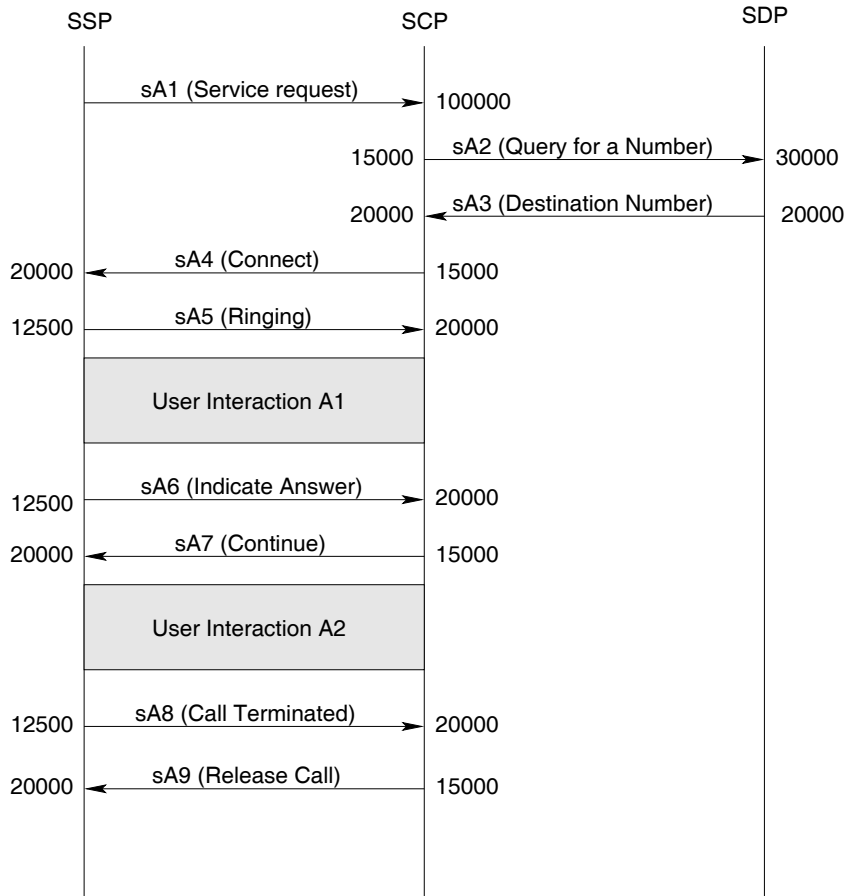 SSP SCP SDP
sA1 (Service request) 100000
15000 sA2 (Query for a Number) 30000
20000 sA3 (Destination Number) 20000
20000 sA4 (Connect) 15000
12500 sA5 (Ringing) 20000
User Interaction A1
12500 sA6 (Indicate Answer) 20000
20000 sA7 (Continue) 15000
User Interaction A2
12500 sA8 (Call Terminated) 20000
20000 sA9 (Release Call) 15000